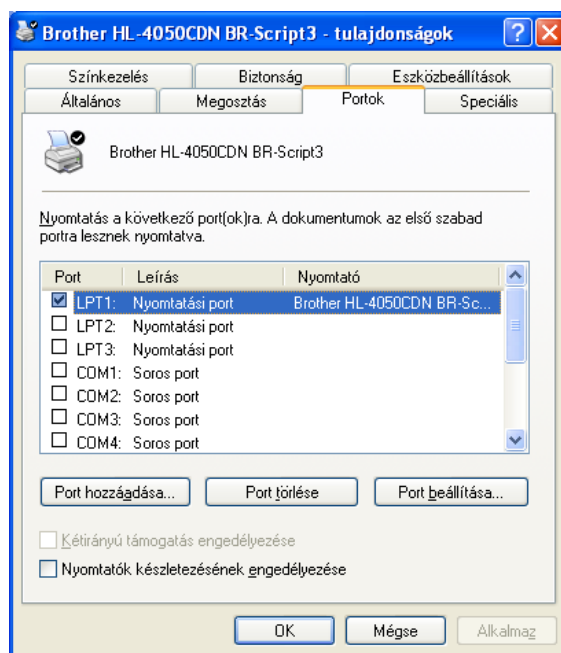 Brother HL-4050CDN BR-Script3 - tulajdonságok
Színkezelés Biztonság Eszközbeállítások
Általános Megosztás Portok Speciális
Brother HL-4050CDN BR-Script3
Nyomtatás a következő port(ok)ra. A dokumentumok az első szabad
portra lesznek nyomtatva.
Port Leírás Nyomtató
LPT1: Nyomtatási port Brother HL-4050CDN BR-Sc...
LPT2: Nyomtatási port
LPT3: Nyomtatási port
COM1: Soros port
COM2: Soros port
COM3: Soros port
COM4: Soros port
Port hozzáadása... Port törlése Port beállítása...
Kétirányú támogatás engedélyezése
Nyomtatók készletezésének engedélyezése
OK Mégse Alkalmaz